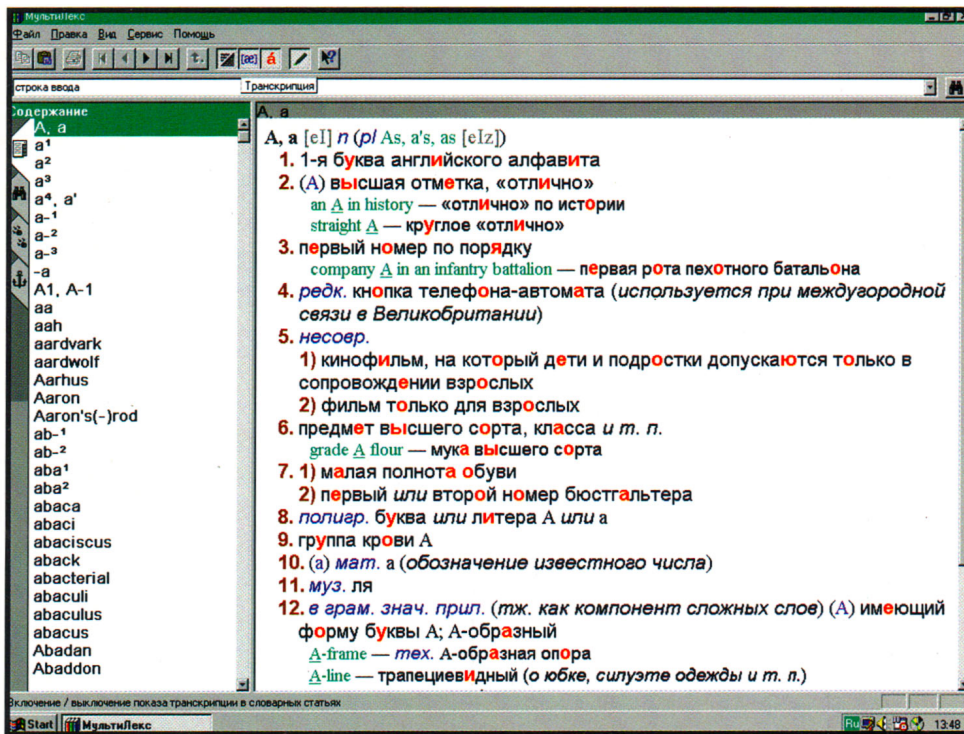 МультиЛекс
Файл Правка Вид Сервис Помощь
[æ] á
строка ввода
Транскрипция
Содержание
A, a
a¹
a²
a³
a⁴, a'
a-¹
a-²
a-³
-a
A1, A-1
aa
aah
aardvark
aardwolf
Aarhus
Aaron
Aaron's(-)rod
ab-¹
ab-²
aba¹
aba²
abaca
abaci
abaciscus
aback
abacterial
abaculi
abaculus
abacus
Abadan
Abaddon
A, a
A, a [eI] n (pl As, a's, as [eIz])
1. 1-я буква английского алфавита
2. (A) высшая отметка, «отлично»
an A in history — «отлично» по истории
straight A — круглое «отлично»
3. первый номер по порядку
company A in an infantry battalion — первая рота пехотного батальона
4. редк. кнопка телефона-автомата (используется при междугородной
связи в Великобритании)
5. несовр.
1) кинофильм, на который дети и подростки допускаются только в
сопровождении взрослых
2) фильм только для взрослых
6. предмет высшего сорта, класса и т. п.
grade A flour — мука высшего сорта
7. 1) малая полнота обуви
2) первый или второй номер бюстгальтера
8. полигр. буква или литера A или a
9. группа крови A
10. (a) мат. a (обозначение известного числа)
11. муз. ля
12. в грам. знач. прил. (тж. как компонент сложных слов) (A) имеющий
форму буквы A; А-образный
A-frame — тех. А-образная опора
A-line — трапециевидный (о юбке, силуэте одежды и т. п.)
Включение / выключение показа транскрипции в словарных статьях
Start МультиЛекс Ru 13:48